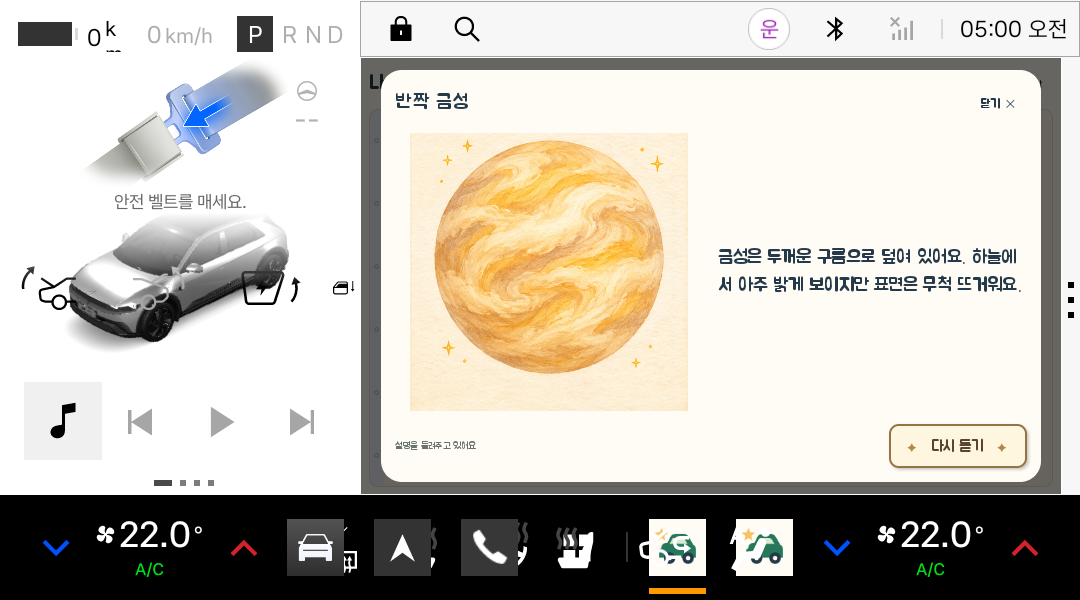 0 k
0 km/h
P R N D
운
05:00 오전
안전 벨트를 매세요.
반짝 금성
닫기 ×
금성은 두꺼운 구름으로 덮여 있어요. 하늘에
서 아주 밝게 보이지만 표면은 무척 뜨거워요.
설명을 들려주고 있어요
다시 듣기
22.0°
A/C
22.0°
A/C